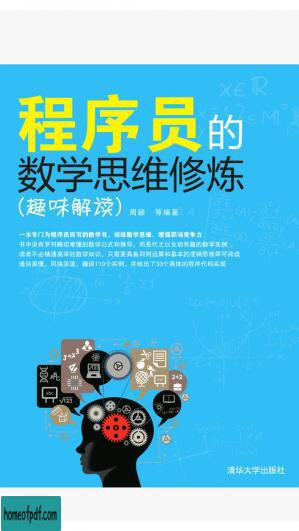 程序员的
数学思维修炼
(趣味解读)
周颖 等编著
一本专门为程序员而写的数学书，训练数学思维，增强职场竞争力
书中没有罗列晦涩难懂的数学公式和推导，而是代之以生动有趣的数学实例
读者不必精通高深的数学知识，只需要具备四则运算和基本的逻辑思维即可阅读
通俗易懂，风格活泼，趣谈110个实例，并给出了33个具体的程序代码实现
清华大学出版社
homeofpdf.com